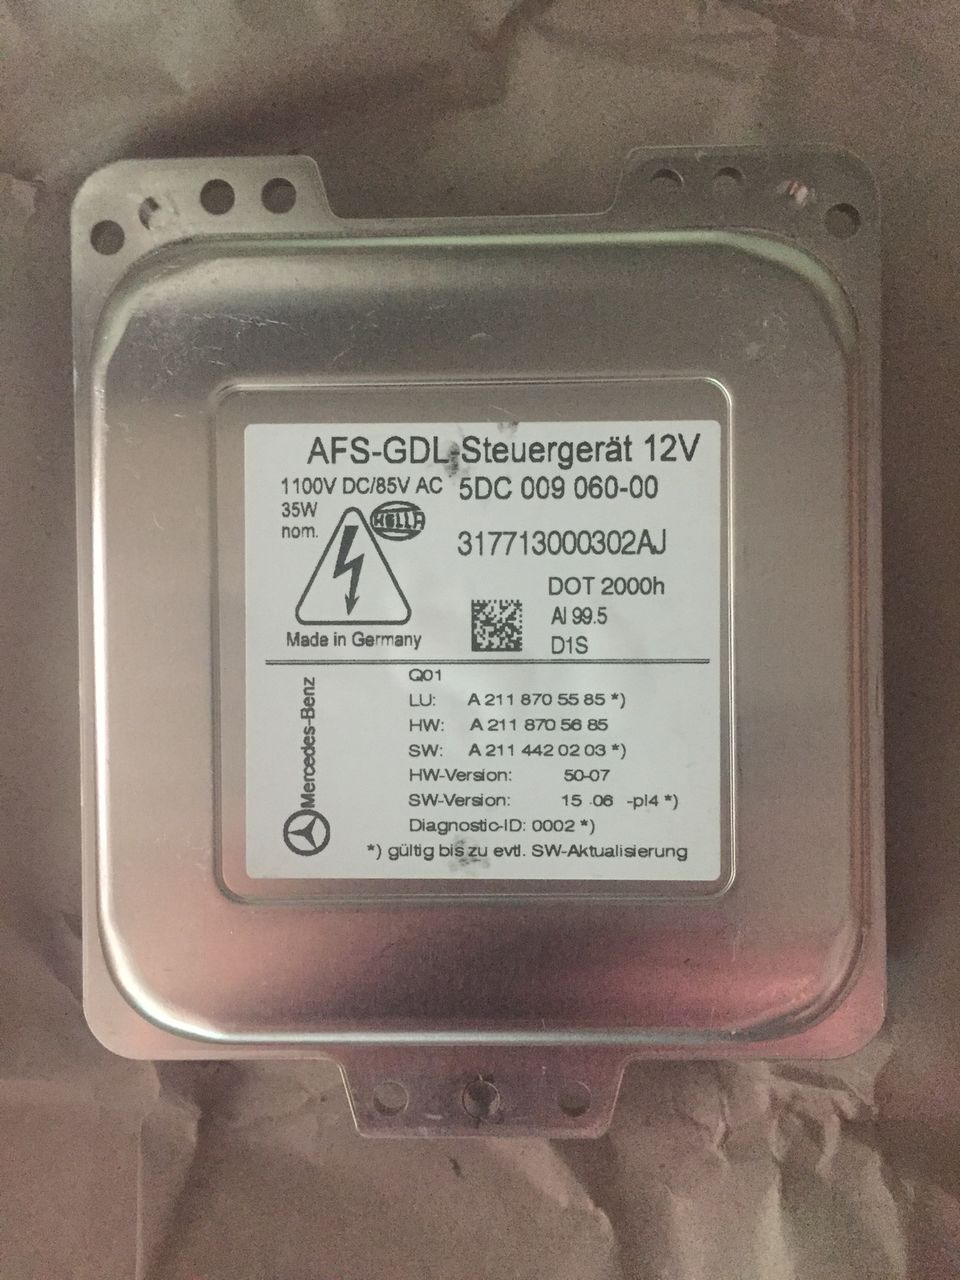 AFS-GDL Steuergerät 12V
1100V DC/85V AC 5DC 009 060-00
35W
nom.
HELLA
317713000302AJ
DOT 2000h
Al 99.5
D1S
Made in Germany
Mercedes-Benz
Q01
LU: A 211 870 55 85 *)
HW: A 211 870 56 85
SW: A 211 442 02 03 *)
HW-Version: 50-07
SW-Version: 15 .06 -pl4 *)
Diagnostic-ID: 0002 *)
*) gültig bis zu evtl. SW-Aktualisierung